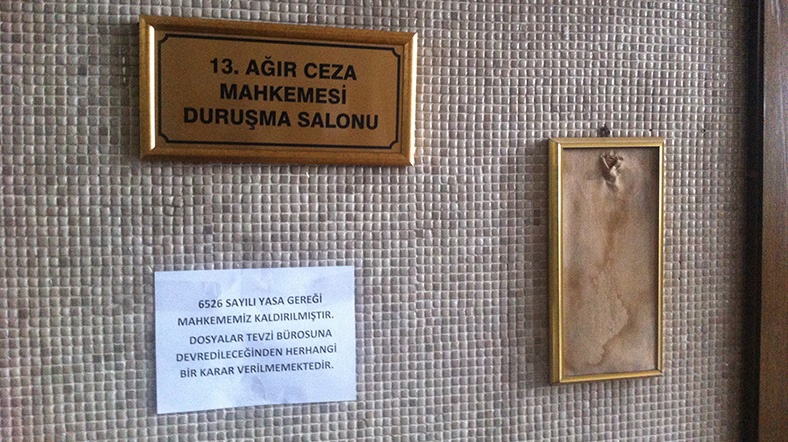 13. AĞIR CEZA
MAHKEMESİ
DURUŞMA SALONU
6526 SAYILI YASA GEREĞİ
MAHKEMEMİZ KALDIRILMIŞTIR.
DOSYALAR TEVZİ BÜROSUNA
DEVREDİLECEĞİNDEN HERHANGİ
BİR KARAR VERİLMEMEKTEDİR.